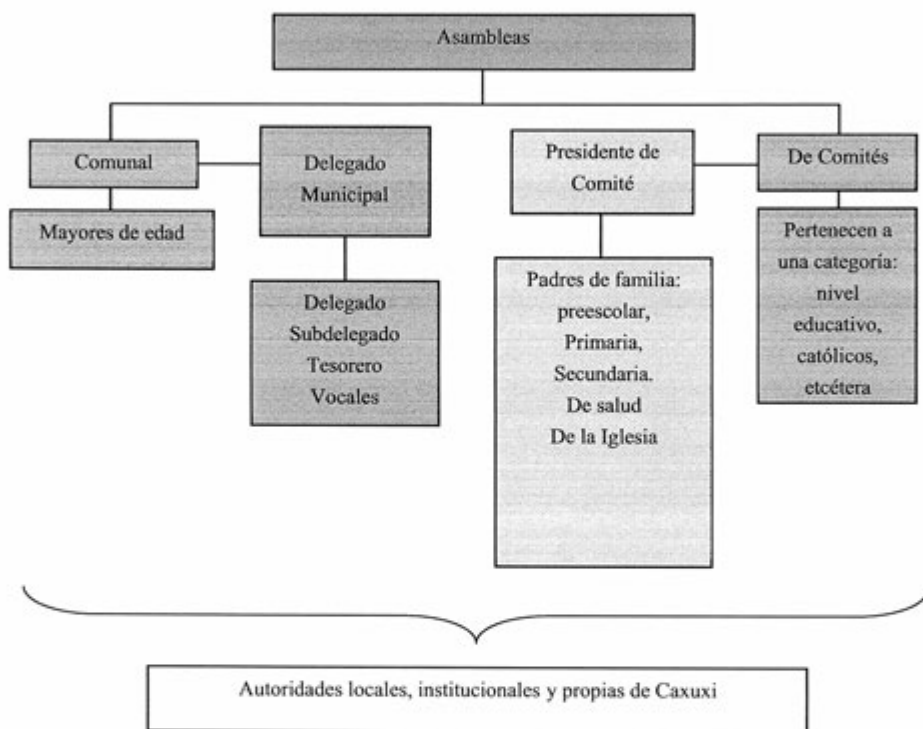 Asambleas
Comunal
Mayores de edad
Delegado
Municipal
Delegado
Subdelegado
Tesorero
Vocales
Presidente de
Comité
Padres de familia:
preescolar,
Primaria,
Secundaria.
De salud
De la Iglesia
De Comités
Pertenecen a
una categoría:
nivel
educativo,
católicos,
etcétera
Autoridades locales, institucionales y propias de Caxuxi